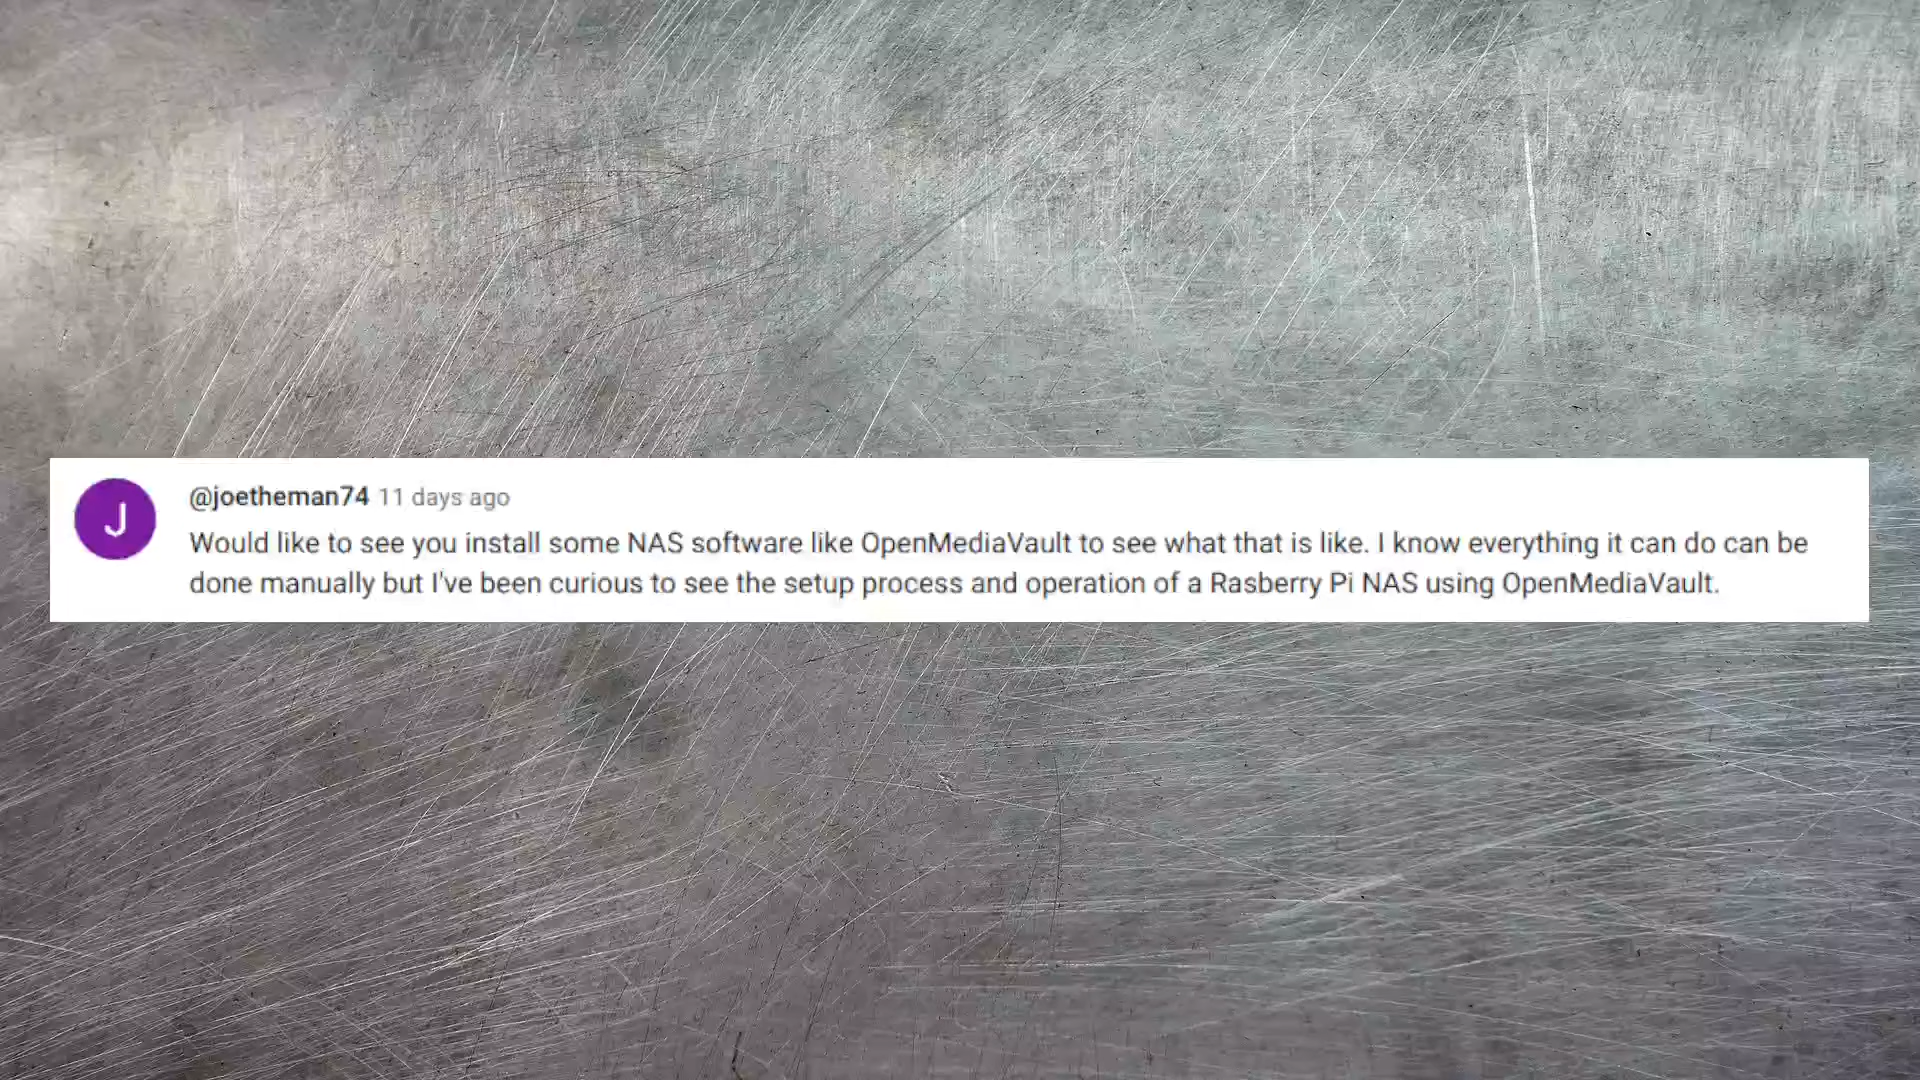 J
@joetheman74 11 days ago
Would like to see you install some NAS software like OpenMediaVault to see what that is like. I know everything it can do can be
done manually but I've been curious to see the setup process and operation of a Rasberry Pi NAS using OpenMediaVault.